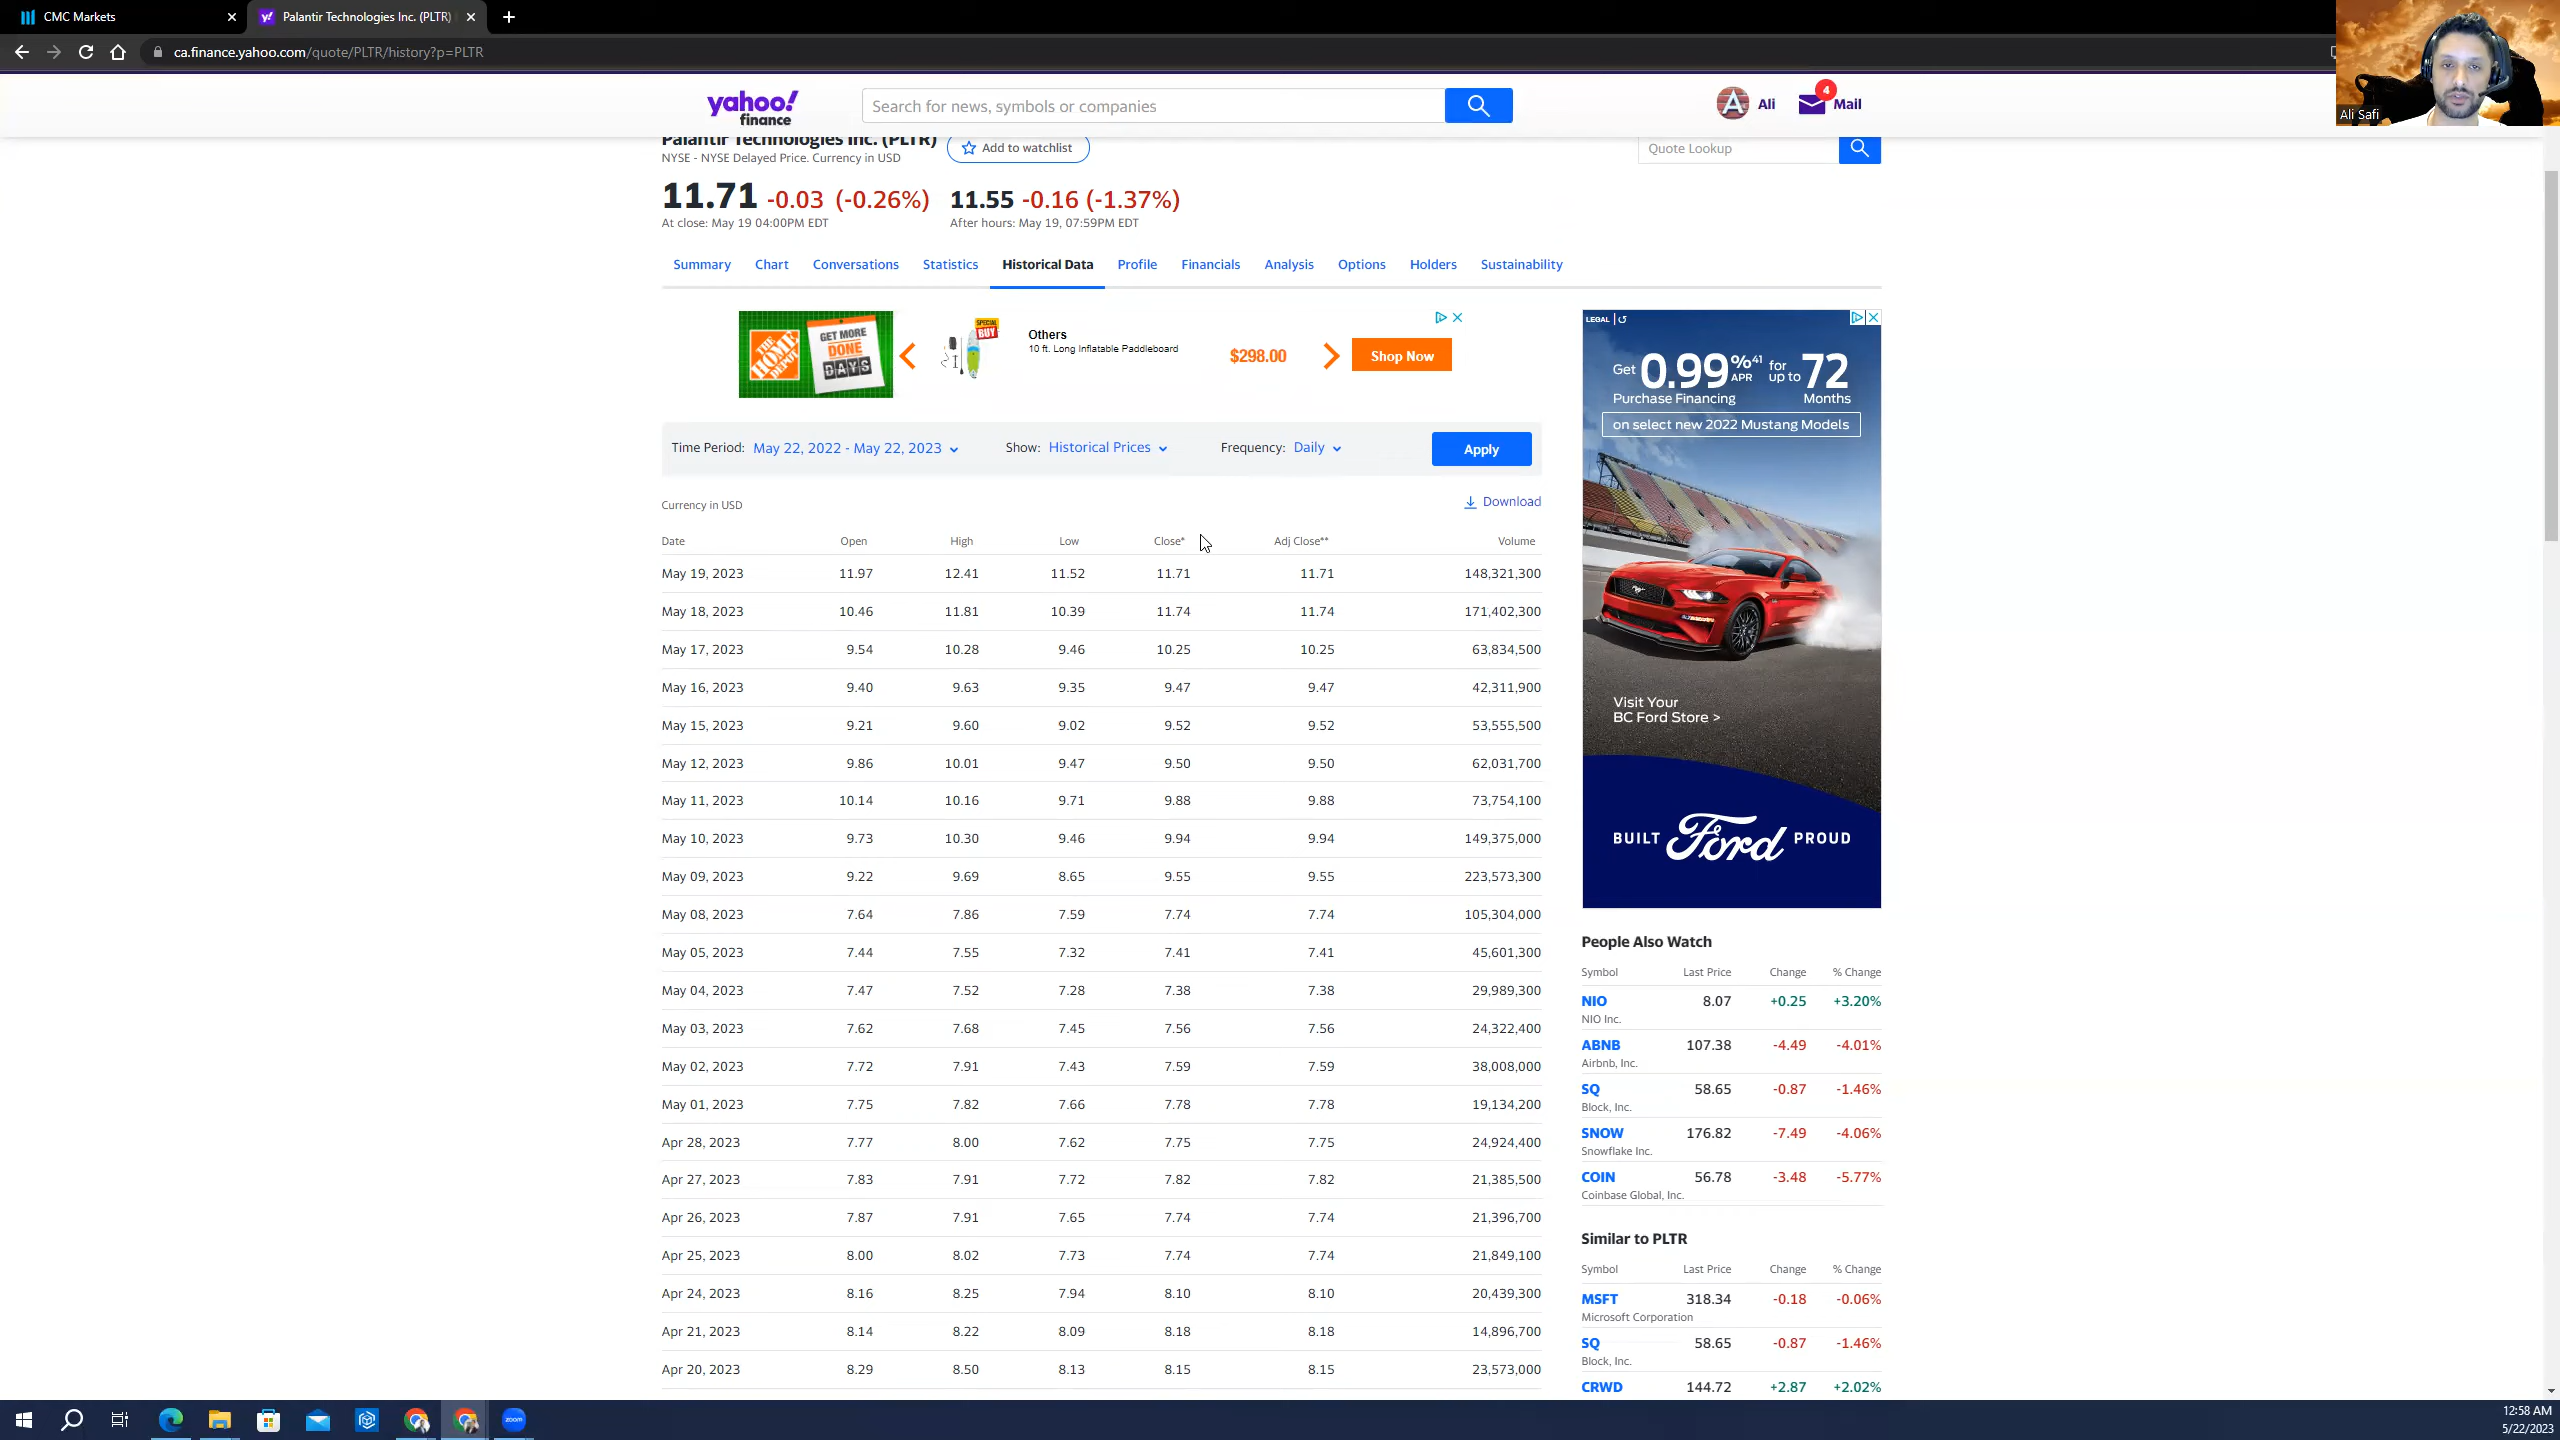 CMC Markets
Palantir Technologies Inc. (PLTR)
ca.finance.yahoo.com/quote/PLTR/history?p=PLTR
Ali Safi
yahoo!
finance
Search for news, symbols or companies
Ali
4
Mail
Palantir Technologies Inc. (PLTR)
Add to watchlist
NYSE - NYSE Delayed Price. Currency in USD
Quote Lookup
11.71 -0.03 (-0.26%) 11.55 -0.16 (-1.37%)
At close: May 19 04:00PM EDT After hours: May 19, 07:59PM EDT
Summary Chart Conversations Statistics Historical Data Profile Financials Analysis Options Holders Sustainability
THE HOME DEPOT
GET MORE DONE DAYS
SPECIAL BUY
Others
10 ft. Long Inflatable Paddleboard
$298.00
Shop Now
LEGAL
Get 0.99%41 APR for up to 72
Purchase Financing Months
on select new 2022 Mustang Models
Visit Your
BC Ford Store >
BUILT Ford PROUD
Time Period: May 22, 2022 - May 22, 2023 Show: Historical Prices Frequency: Daily Apply
Currency in USD Download
Date Open High Low Close* Adj Close** Volume
May 19, 2023 11.97 12.41 11.52 11.71 11.71 148,321,300
May 18, 2023 10.46 11.81 10.39 11.74 11.74 171,402,300
May 17, 2023 9.54 10.28 9.46 10.25 10.25 63,834,500
May 16, 2023 9.40 9.63 9.35 9.47 9.47 42,311,900
May 15, 2023 9.21 9.60 9.02 9.52 9.52 53,555,500
May 12, 2023 9.86 10.01 9.47 9.50 9.50 62,031,700
May 11, 2023 10.14 10.16 9.71 9.88 9.88 73,754,100
May 10, 2023 9.73 10.30 9.46 9.94 9.94 149,375,000
May 09, 2023 9.22 9.69 8.65 9.55 9.55 223,573,300
May 08, 2023 7.64 7.86 7.59 7.74 7.74 105,304,000
May 05, 2023 7.44 7.55 7.32 7.41 7.41 45,601,300
May 04, 2023 7.47 7.52 7.28 7.38 7.38 29,989,300
May 03, 2023 7.62 7.68 7.45 7.56 7.56 24,322,400
May 02, 2023 7.72 7.91 7.43 7.59 7.59 38,008,000
May 01, 2023 7.75 7.82 7.66 7.78 7.78 19,134,200
Apr 28, 2023 7.77 8.00 7.62 7.75 7.75 24,924,400
Apr 27, 2023 7.83 7.91 7.72 7.82 7.82 21,385,500
Apr 26, 2023 7.87 7.91 7.65 7.74 7.74 21,396,700
Apr 25, 2023 8.00 8.02 7.73 7.74 7.74 21,849,100
Apr 24, 2023 8.16 8.25 7.94 8.10 8.10 20,439,300
Apr 21, 2023 8.14 8.22 8.09 8.18 8.18 14,896,700
Apr 20, 2023 8.29 8.50 8.13 8.15 8.15 23,573,000
People Also Watch
Symbol Last Price Change % Change
NIO 8.07 +0.25 +3.20%
NIO Inc.
ABNB 107.38 -4.49 -4.01%
Airbnb, Inc.
SQ 58.65 -0.87 -1.46%
Block, Inc.
SNOW 176.82 -7.49 -4.06%
Snowflake Inc.
COIN 56.78 -3.48 -5.77%
Coinbase Global, Inc.
Similar to PLTR
Symbol Last Price Change % Change
MSFT 318.34 -0.18 -0.06%
Microsoft Corporation
SQ 58.65 -0.87 -1.46%
Block, Inc.
CRWD 144.72 +2.87 +2.02%
zoom
12:58 AM
5/22/2023